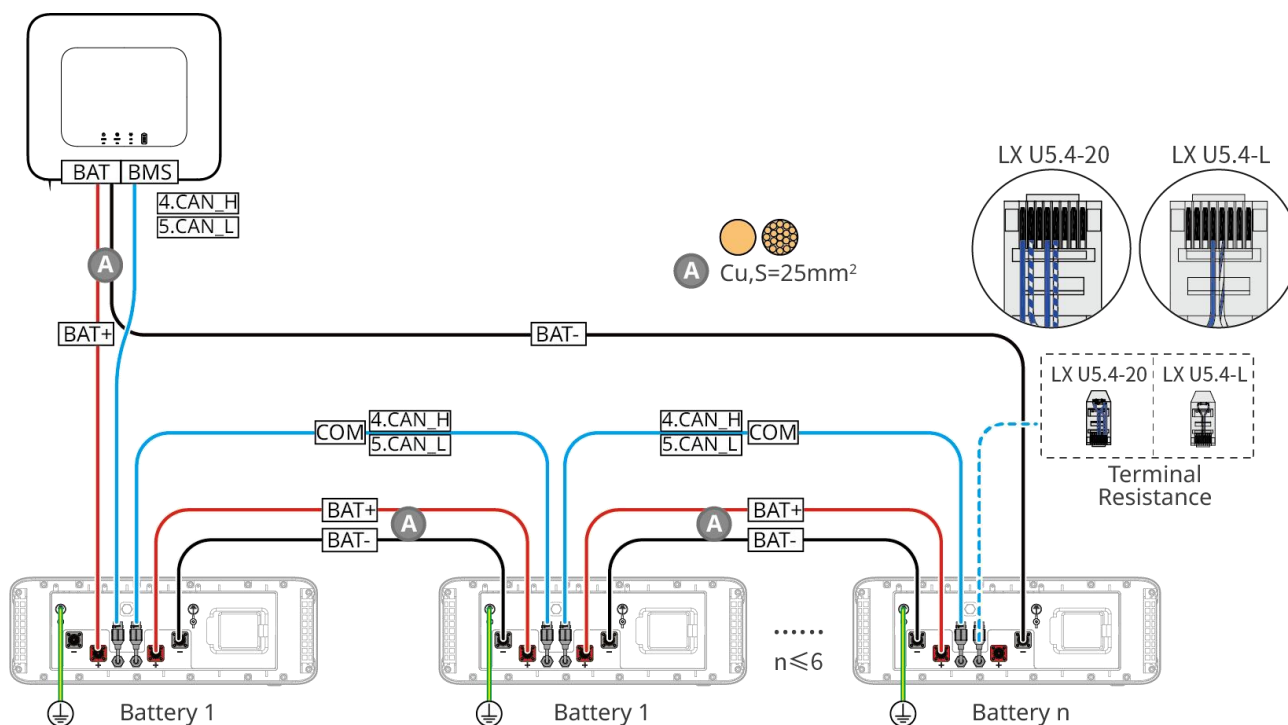 BAT BMS
4.CAN_H
5.CAN_L
LX U5.4-20 LX U5.4-L
A
A Cu,S=25mm²
BAT+ BAT-
LX U5.4-20 LX U5.4-L
Terminal
Resistance
COM 4.CAN_H
5.CAN_L
4.CAN_H COM
5.CAN_L
BAT+ A
BAT-
A BAT+
BAT-
- + + -
- + + -
- + + -
......
n≤6
Battery 1 Battery 1 Battery n